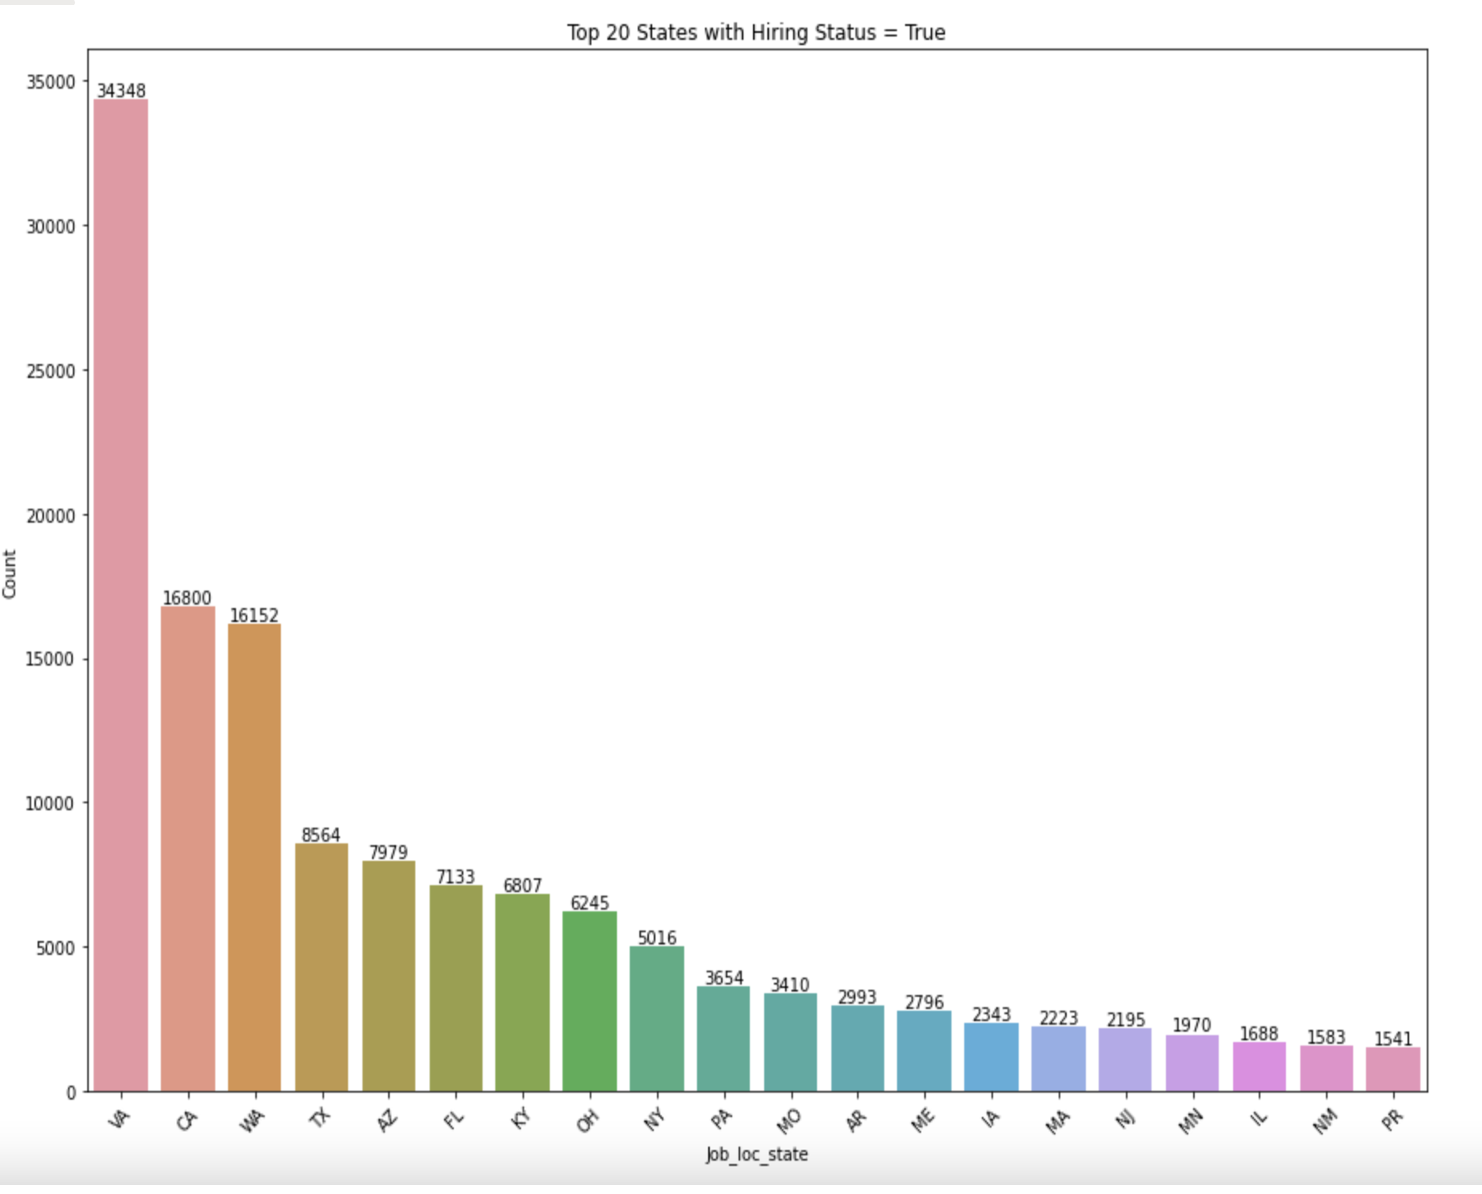 Top 20 States with Hiring Status = True
35000
30000
25000
20000
15000
10000
5000
0
Count
34348
16800
16152
8564
7979
7133
6807
6245
5016
3654
3410
2993
2796
2343
2223
2195
1970
1688
1583
1541
VA
CA
WA
TX
AZ
FL
KY
OH
NY
PA
MO
AR
ME
IA
MA
NJ
MN
IL
NM
PR
Job_loc_state